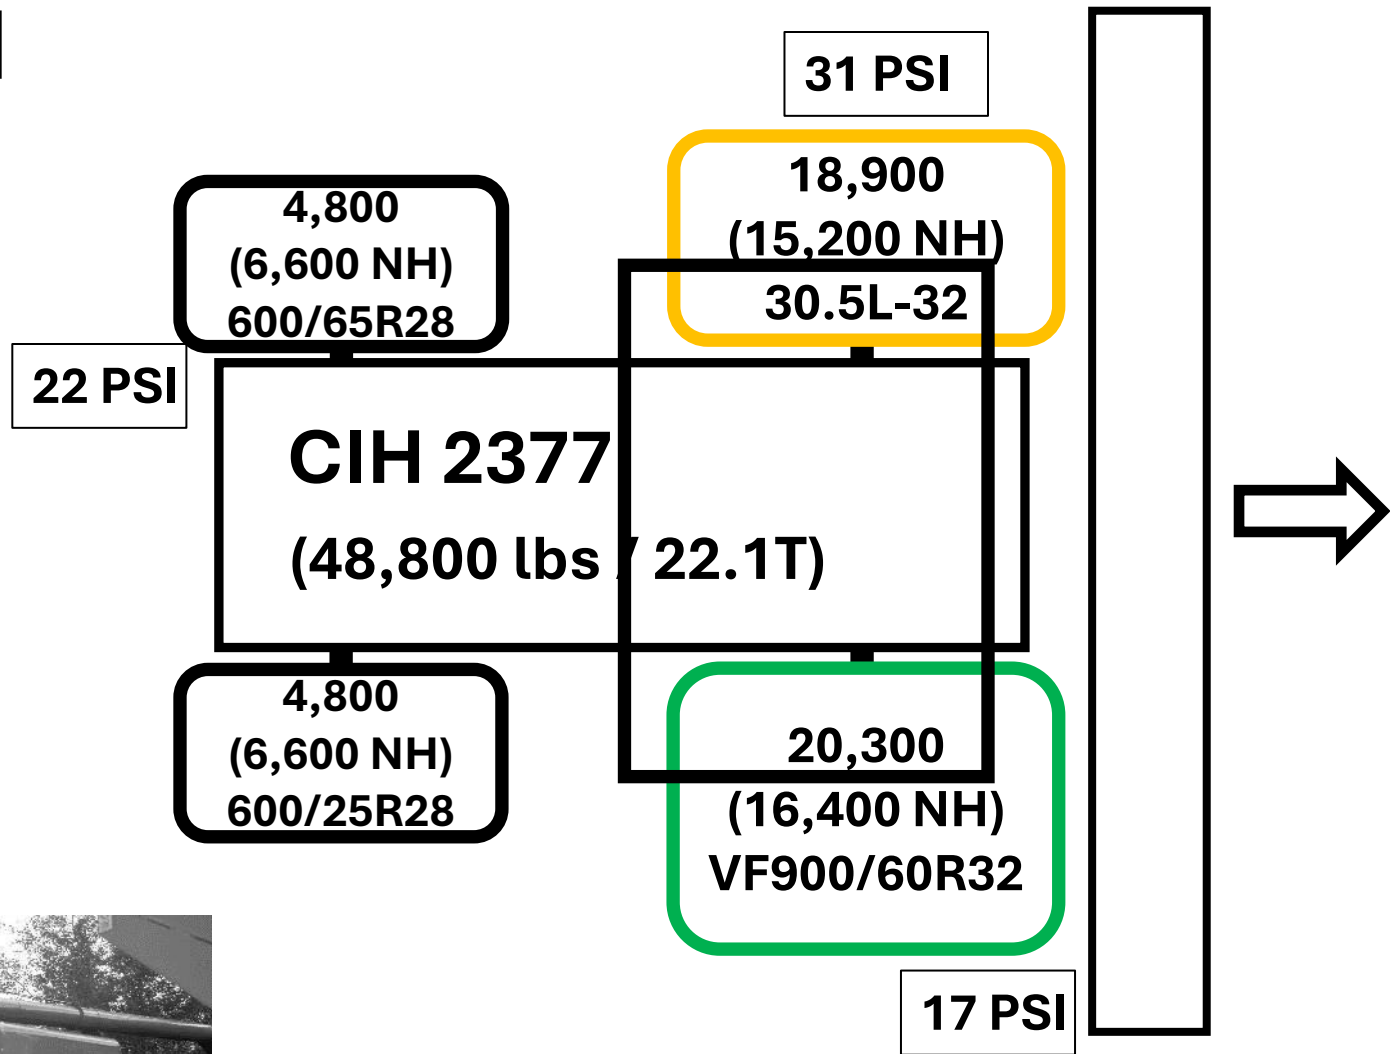 31 PSI
18,900
(15,200 NH)
30.5L-32
4,800
(6,600 NH)
600/65R28
22 PSI
CIH 2377
(48,800 lbs / 22.1T)
4,800
(6,600 NH)
600/25R28
20,300
(16,400 NH)
VF900/60R32
17 PSI